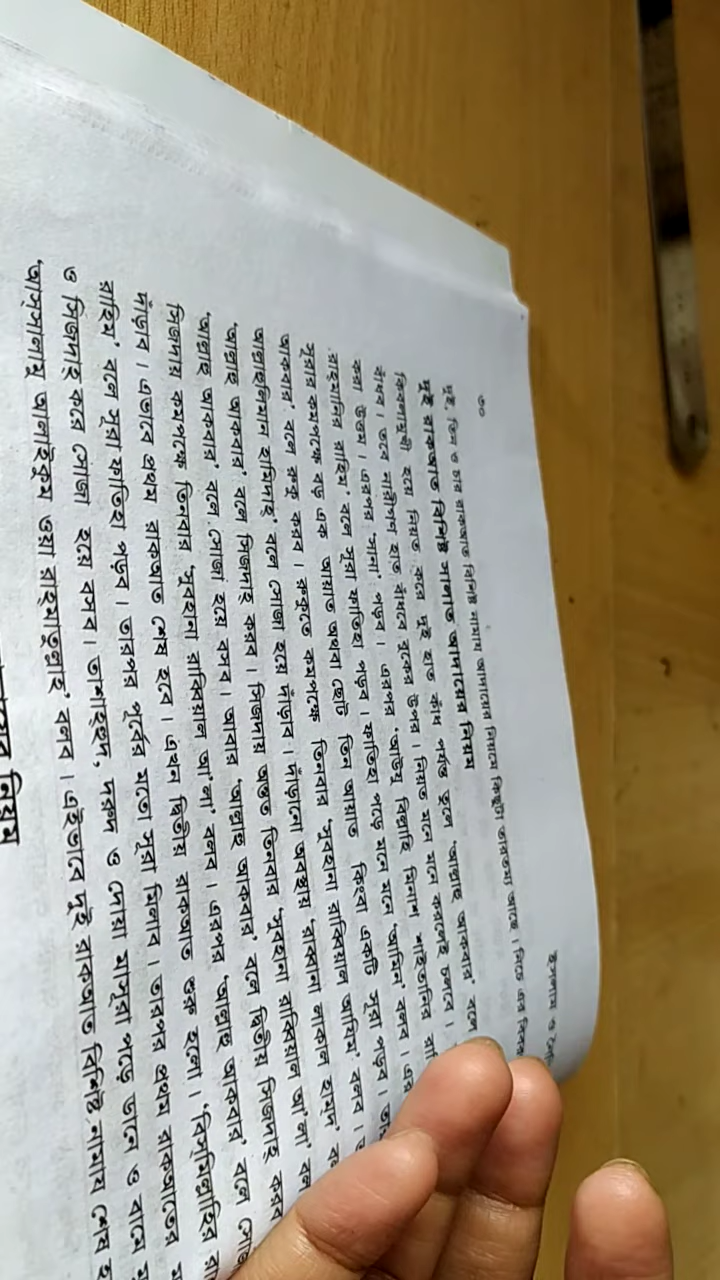 ৩০
ইসলাম ও
দুই, তিন ও চার রাকআত বিশিষ্ট নামায আদায়ের নিয়মে কিছুটা তারতম্য আছে। নিচে এর বিবরণ
দুই রাকআত বিশিষ্ট সালাত আদায়ের নিয়ম
কিবলামুখী হয়ে নিয়ত করে দুই হাত কাঁধ পর্যন্ত তুলে 'আল্লাহু আকবার' বলে
বাঁধব। তবে নারীগণ হাত বাঁধবে বুকের উপর। নিয়ত মনে মনে করলেই চলবে।
করা উত্তম। এরপর 'সানা' পড়ব। এরপর 'আউযু বিল্লাহি মিনাশ শাইতানির
রাহমানির রাহিম' বলে সূরা ফাতিহা পড়ব। ফাতিহা পড়ে মনে মনে 'আমিন' বলব।
সূরার কমপক্ষে বড় এক আয়াত অথবা ছোট তিন আয়াত কিংবা একটি সূরা পড়ব।
আকবার' বলে রুকু করব। রুকুতে কমপক্ষে তিনবার 'সুবহানা রাব্বিয়াল আযিম' বলব।
আল্লাহুলিমান হামিদাহ্' বলে সোজা হয়ে দাঁড়াব। দাঁড়ানো অবস্থায় 'রাব্বানা লাকাল হামদ'
'আল্লাহু আকবার' বলে সিজদাহ্ করব। সিজদায় অন্তত তিনবার 'সুবহানা রাব্বিয়াল আ'লা'
'আল্লাহু আকবার' বলে সোজা হয়ে বসব। আবার 'আল্লাহু আকবার' বলে দ্বিতীয় সিজদাহ্ করব
সিজদায় কমপক্ষে তিনবার 'সুবহানা রাব্বিয়াল আ'লা' বলব। এরপর 'আল্লাহু আকবার' বলে
দাঁড়াব। এভাবে প্রথম রাকআত শেষ হবে। এখন দ্বিতীয় রাকআত শুরু হলো। 'বিসমিল্লাহির
রাহিম' বলে সূরা ফাতিহা পড়ব। তারপর পূর্বের মতো সূরা মিলাব। তারপর প্রথম রাকআতের
ও সিজদাহ্ করে সোজা হয়ে বসব। তাশাহ্হুদ, দরুদ ও দোয়া মাসূরা পড়ে ডানে ও বামে
'আস্সালামু আলাইকুম ওয়া রাহ্মাতুল্লাহ্' বলব। এইভাবে দুই রাকআত বিশিষ্ট নামায শেষ
নিয়ম